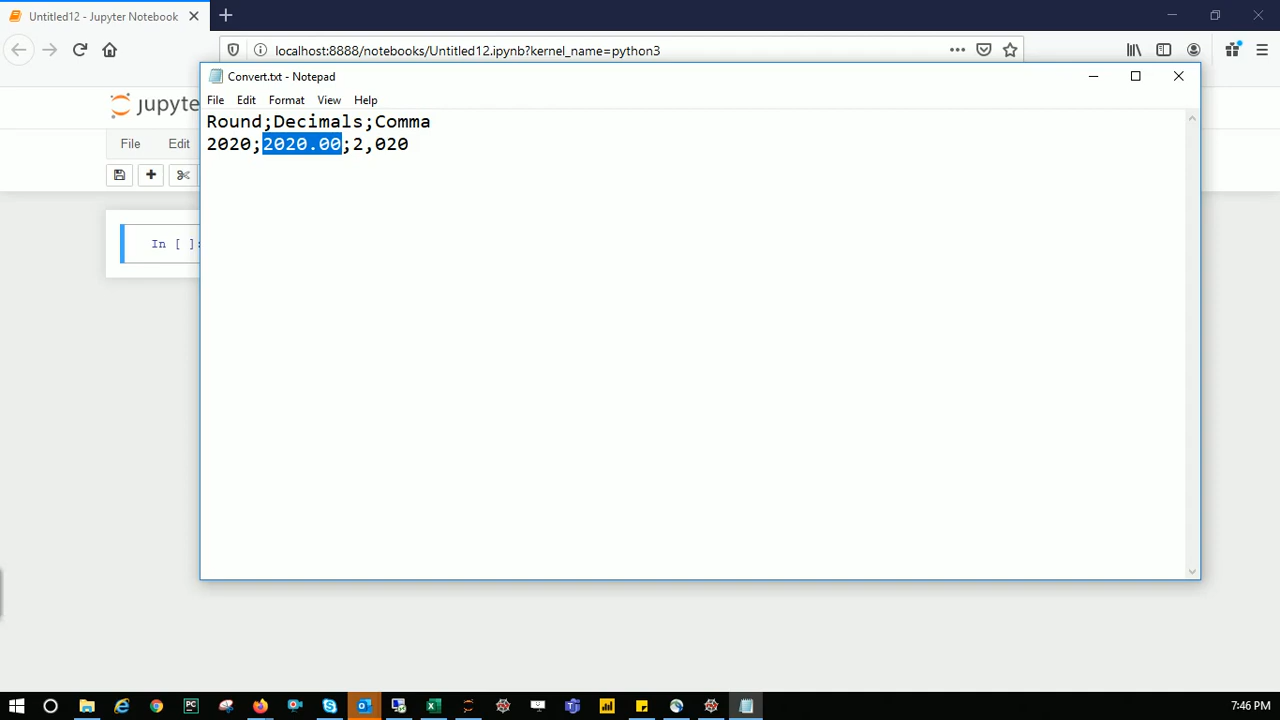 Untitled12 - Jupyter Notebook
localhost:8888/notebooks/Untitled12.ipynb?kernel_name=python3
Convert.txt - Notepad
File Edit Format View Help
Round;Decimals;Comma
2020;2020.00;2,020
jupyte
File Edit
In [ ]:
7:46 PM